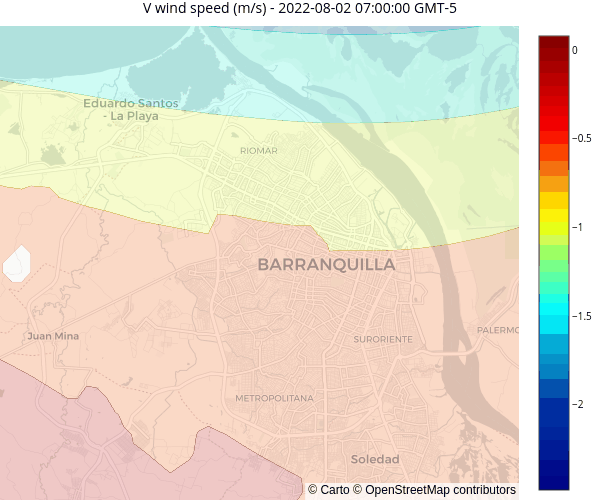 V wind speed (m/s) - 2022-08-02 07:00:00 GMT-5
Eduardo Santos
- La Playa
RIOMAR
BARRANQUILLA
Juan Mina
SURORIENTE
PALERMO
METROPOLITANA
Soledad
© Carto © OpenStreetMap contributors
0
−0.5
−1
−1.5
−2